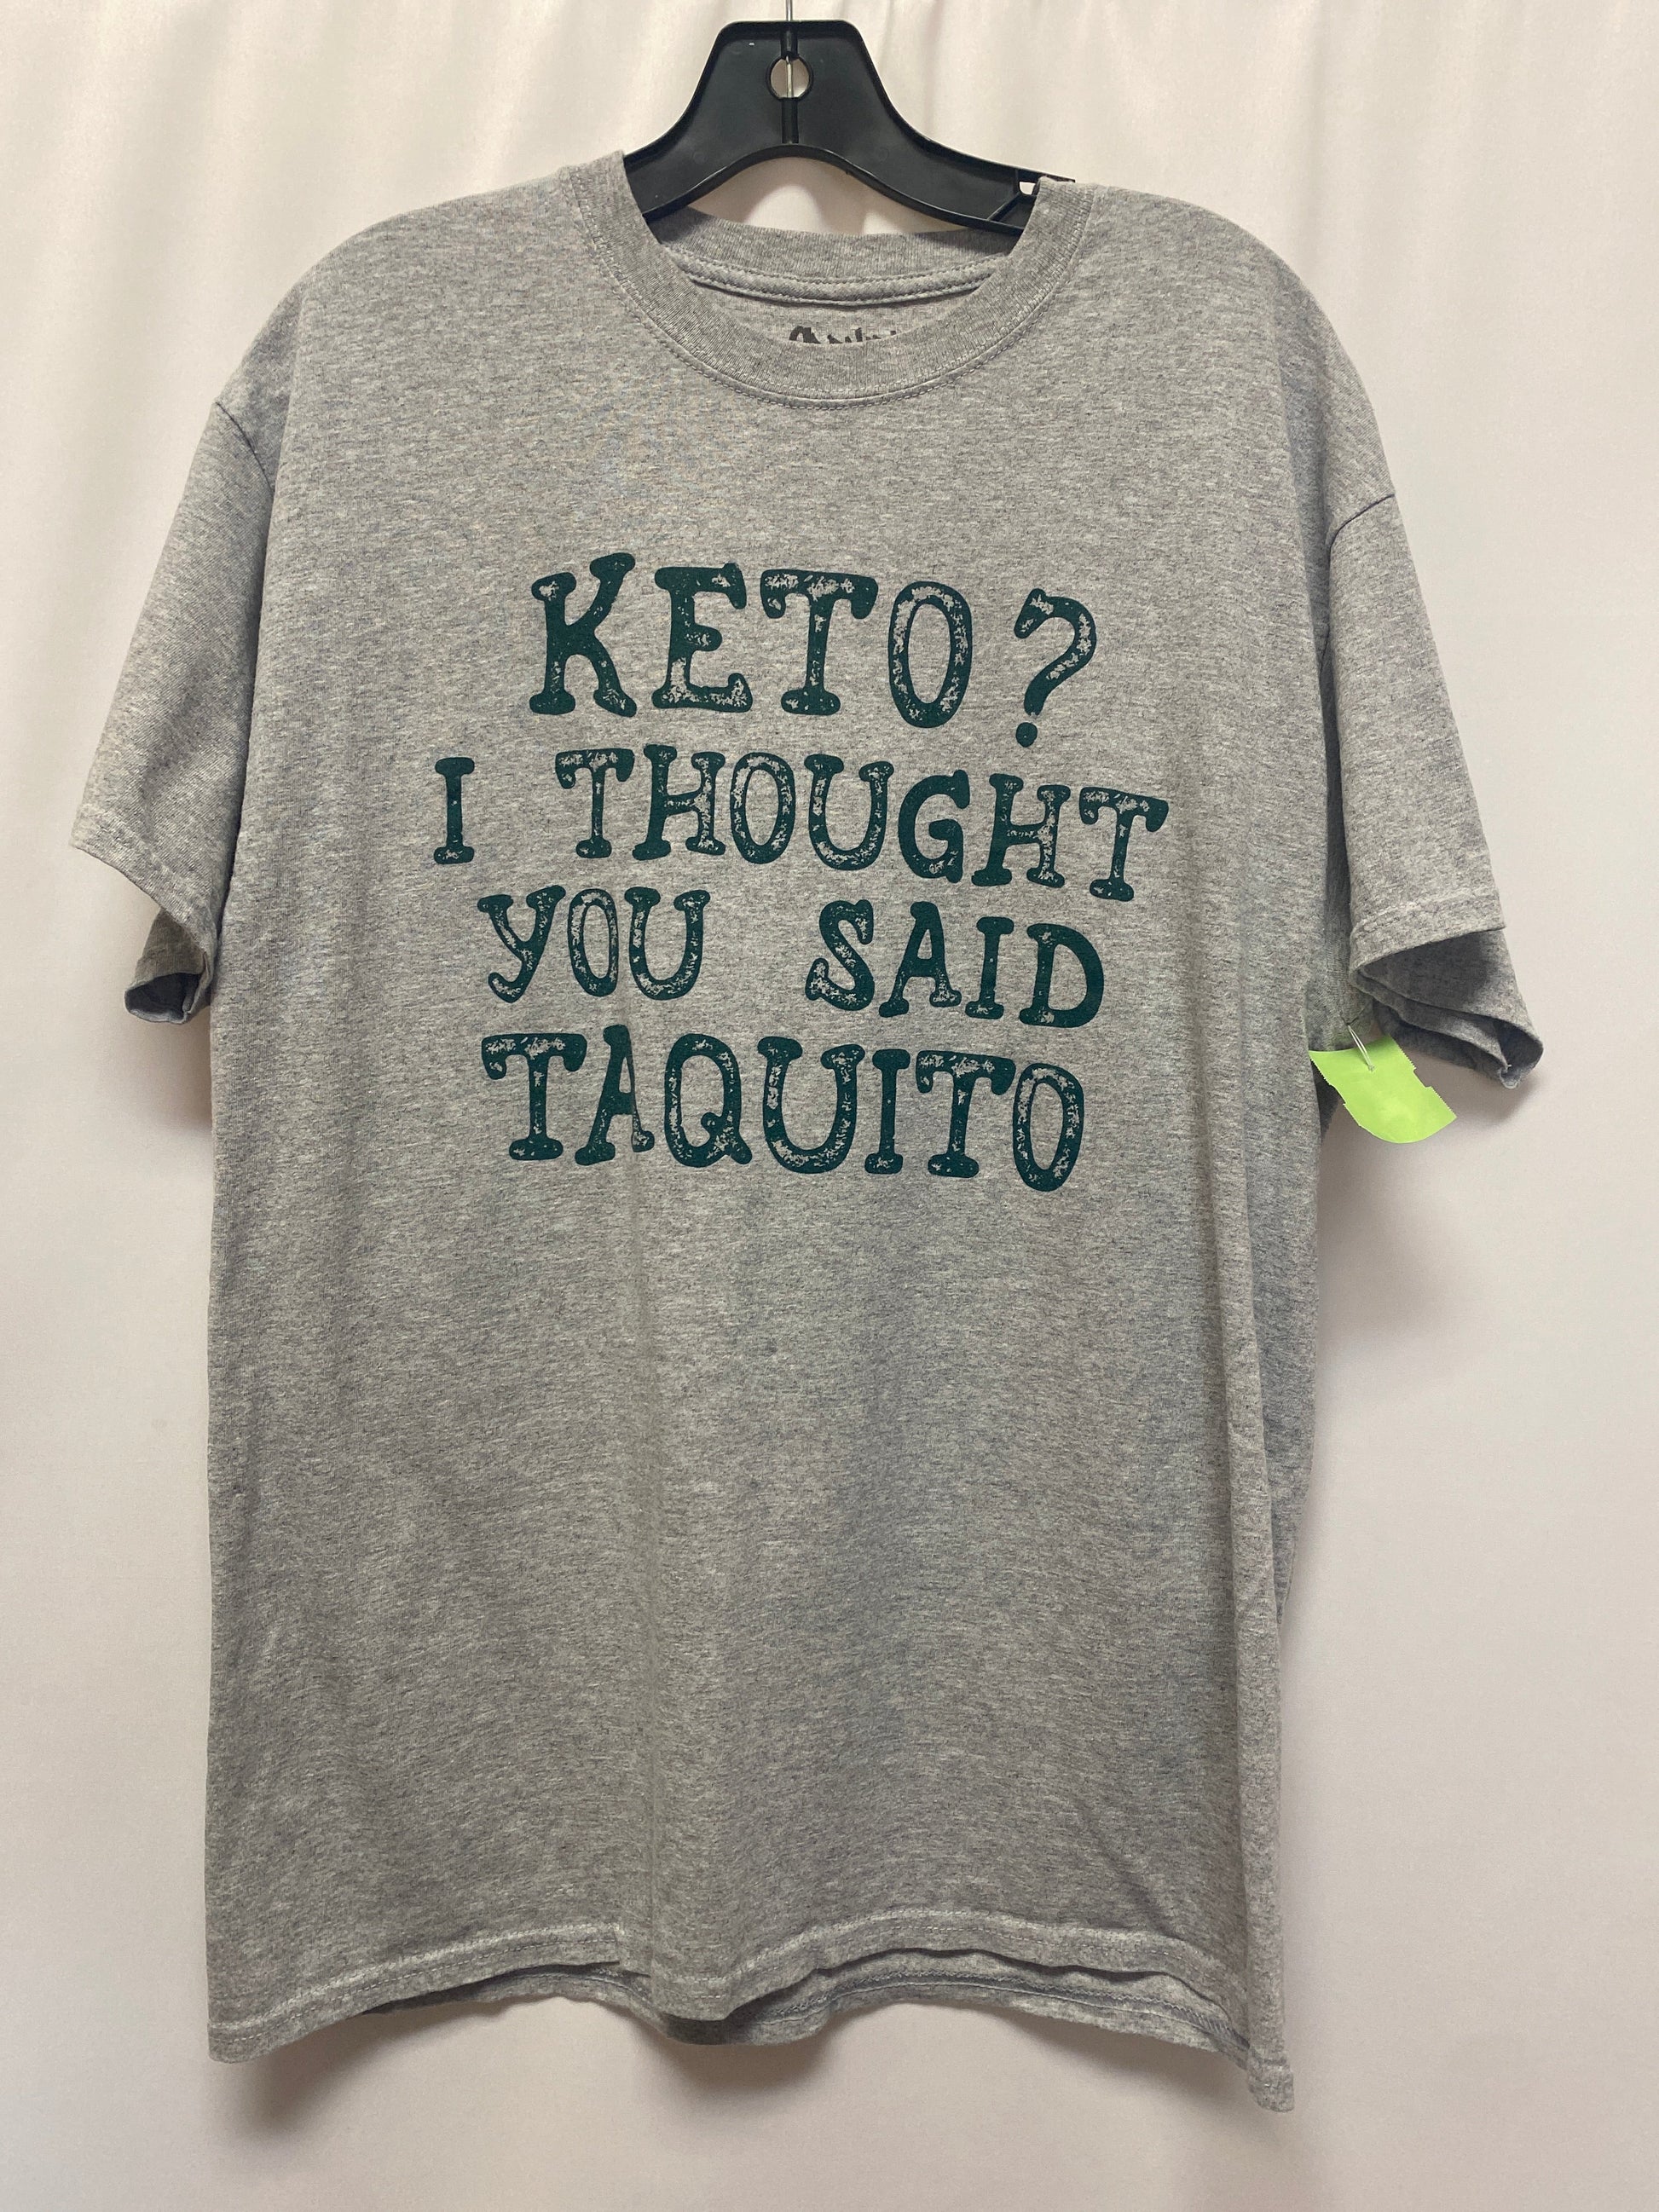 KETO?
I THOUGHT
YOU SAID
TAQUITO